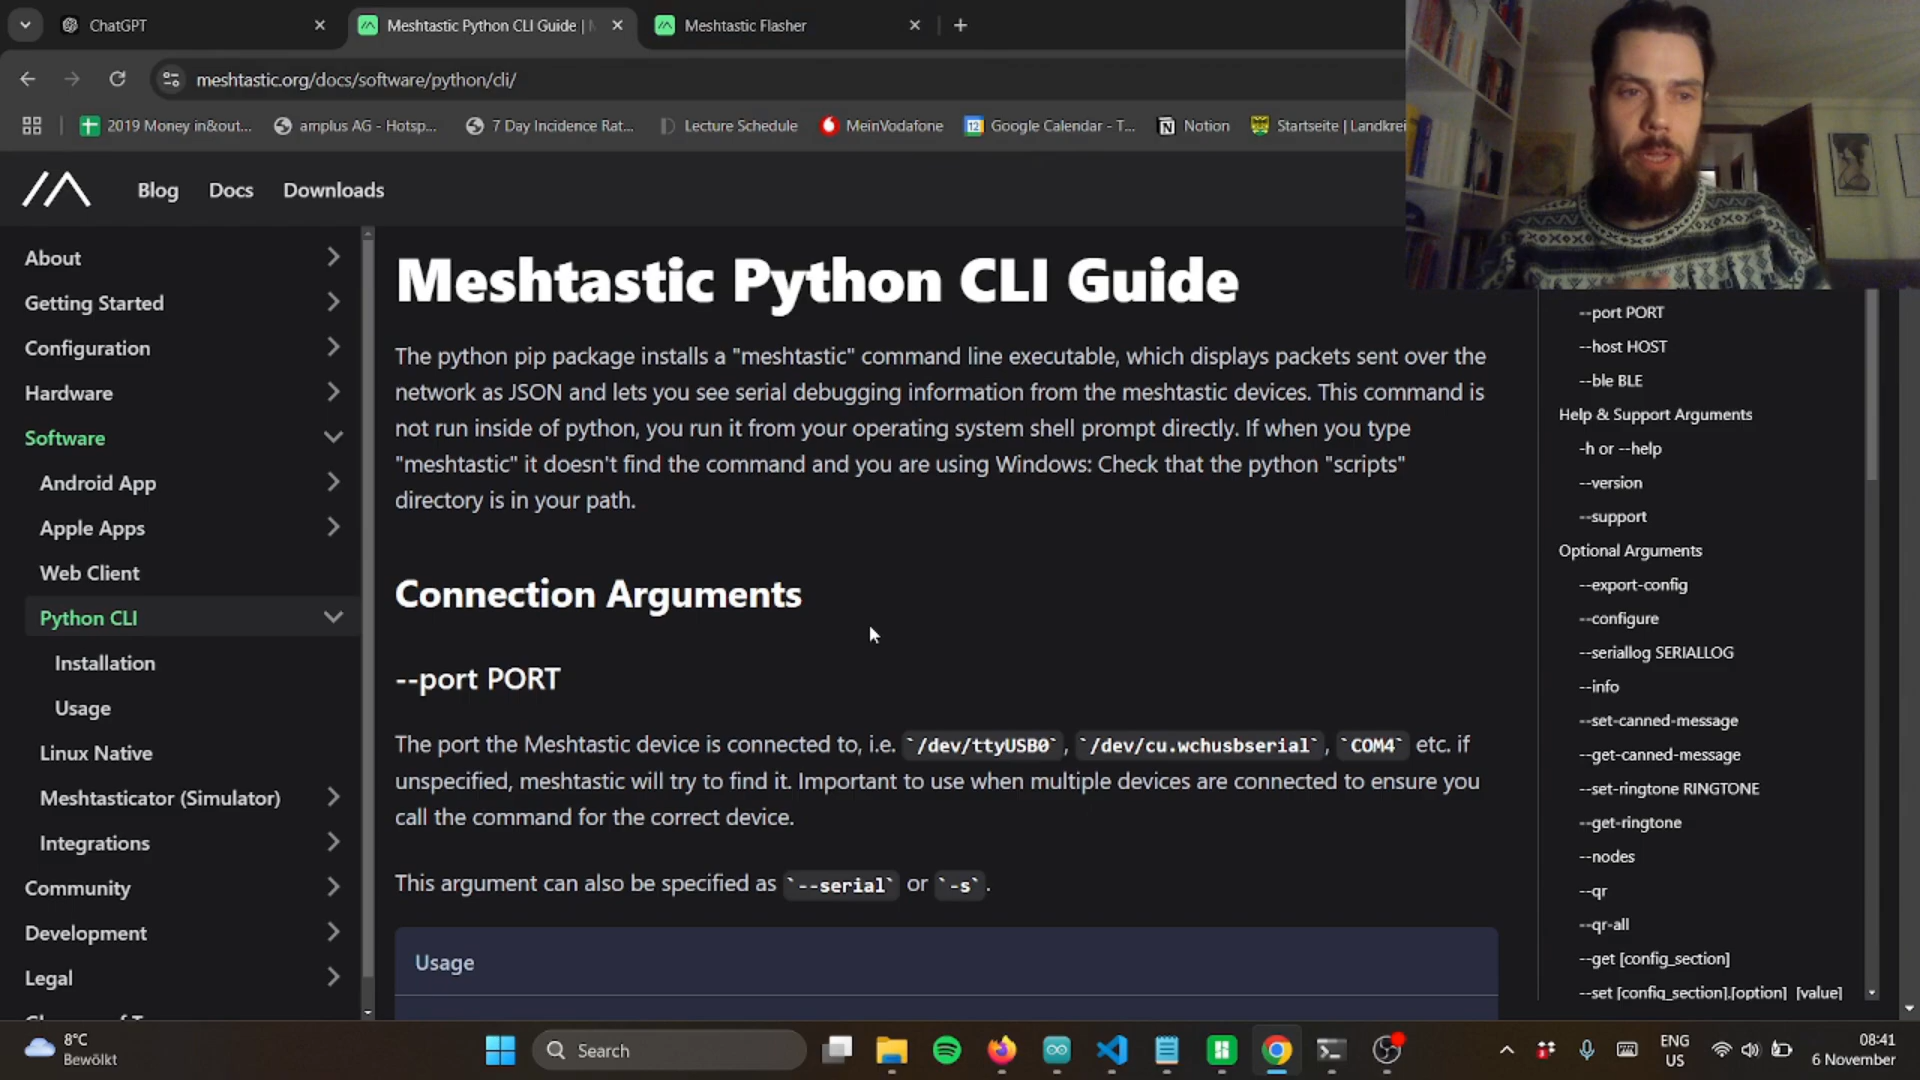 ChatGPT
Meshtastic Python CLI Guide |
Meshtastic Flasher
meshtastic.org/docs/software/python/cli/
2019 Money in&out...
amplus AG - Hotsp...
7 Day Incidence Rat...
Lecture Schedule
MeinVodafone
Google Calendar - T...
Notion
Startseite | Landkrei
Blog
Docs
Downloads
About
Getting Started
Configuration
Hardware
Software
Android App
Apple Apps
Web Client
Python CLI
Installation
Usage
Linux Native
Meshtasticator (Simulator)
Integrations
Community
Development
Legal
Meshtastic Python CLI Guide
The python pip package installs a "meshtastic" command line executable, which displays packets sent over the
network as JSON and lets you see serial debugging information from the meshtastic devices. This command is
not run inside of python, you run it from your operating system shell prompt directly. If when you type
"meshtastic" it doesn't find the command and you are using Windows: Check that the python "scripts"
directory is in your path.
Connection Arguments
--port PORT
The port the Meshtastic device is connected to, i.e. `/dev/ttyUSB0`, `/dev/cu.wchusbserial`, `COM4` etc. if
unspecified, meshtastic will try to find it. Important to use when multiple devices are connected to ensure you
call the command for the correct device.
This argument can also be specified as `--serial` or `-s`.
Usage
--port PORT
--host HOST
--ble BLE
Help & Support Arguments
-h or --help
--version
--support
Optional Arguments
--export-config
--configure
--seriallog SERIALLOG
--info
--set-canned-message
--get-canned-message
--set-ringtone RINGTONE
--get-ringtone
--nodes
--qr
--qr-all
--get [config_section]
--set [config_section].[option] [value]
8°C
Bewölkt
Search
ENG
US
08:41
6 November